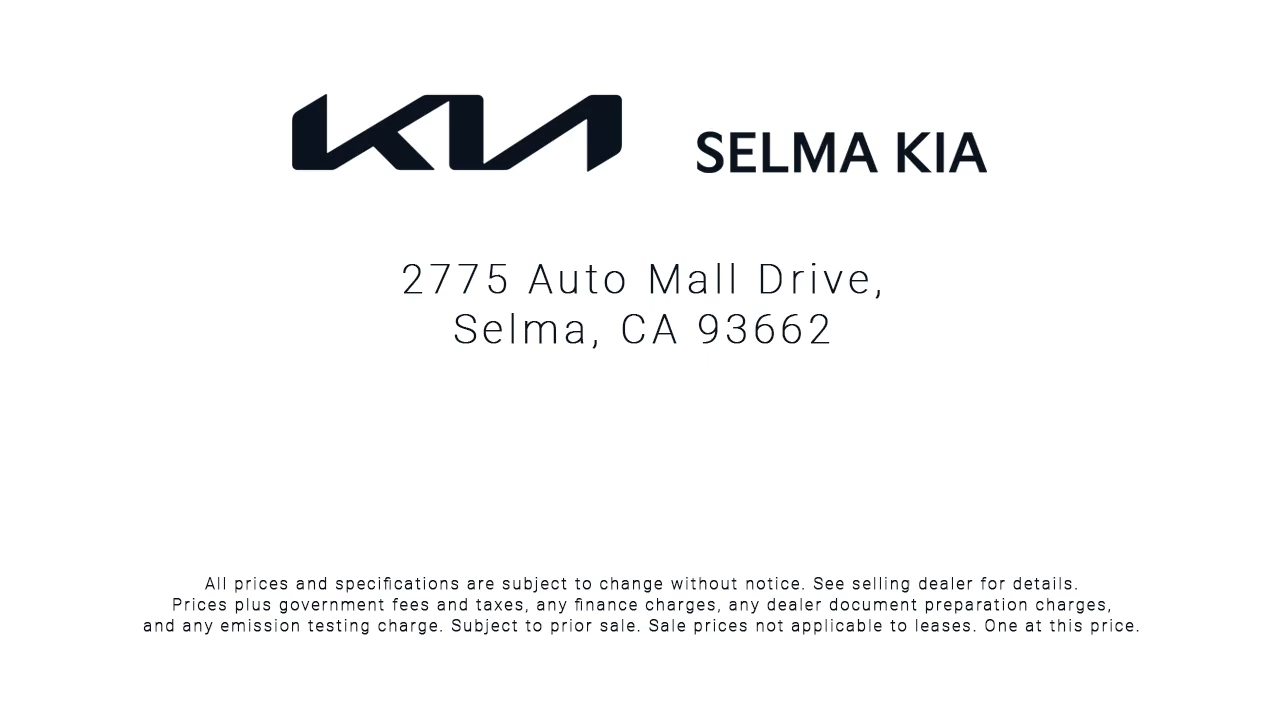 KIA SELMA KIA
2775 Auto Mall Drive,
Selma, CA 93662
All prices and specifications are subject to change without notice. See selling dealer for details.
Prices plus government fees and taxes, any finance charges, any dealer document preparation charges,
and any emission testing charge. Subject to prior sale. Sale prices not applicable to leases. One at this price.